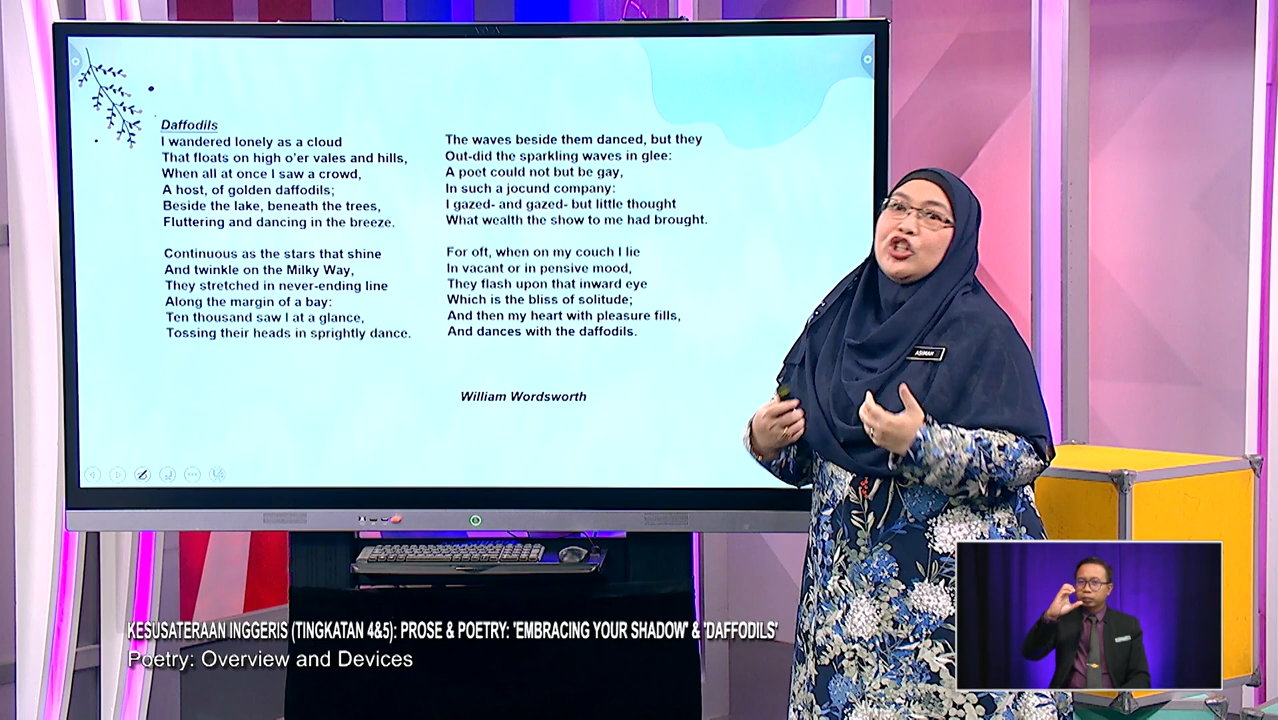 Daffodils
I wandered lonely as a cloud
That floats on high o'er vales and hills,
When all at once I saw a crowd,
A host, of golden daffodils;
Beside the lake, beneath the trees,
Fluttering and dancing in the breeze.
Continuous as the stars that shine
And twinkle on the Milky Way,
They stretched in never-ending line
Along the margin of a bay:
Ten thousand saw I at a glance,
Tossing their heads in sprightly dance.
The waves beside them danced, but they
Out-did the sparkling waves in glee:
A poet could not but be gay,
In such a jocund company:
I gazed- and gazed- but little thought
What wealth the show to me had brought.
For oft, when on my couch I lie
In vacant or in pensive mood,
They flash upon that inward eye
Which is the bliss of solitude;
And then my heart with pleasure fills,
And dances with the daffodils.
William Wordsworth
ASIMAH
KESUSATERAAN INGGERIS (TINGKATAN 4&5): PROSE & POETRY: 'EMBRACING YOUR SHADOW' & 'DAFFODILS'
Poetry: Overview and Devices